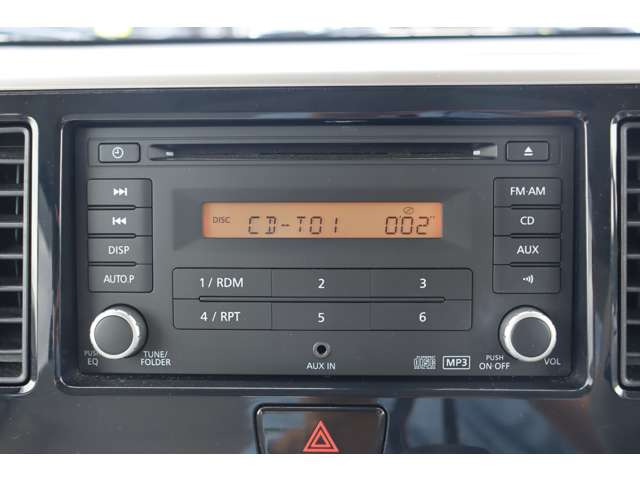 DISC CD-T01 002"
FM·AM
DISP
CD
AUTO.P
AUX
1 / RDM 2 3
4 / RPT 5 6
PUSH EQ
TUNE/
FOLDER
AUX IN
MP3
PUSH
ON·OFF
VOL